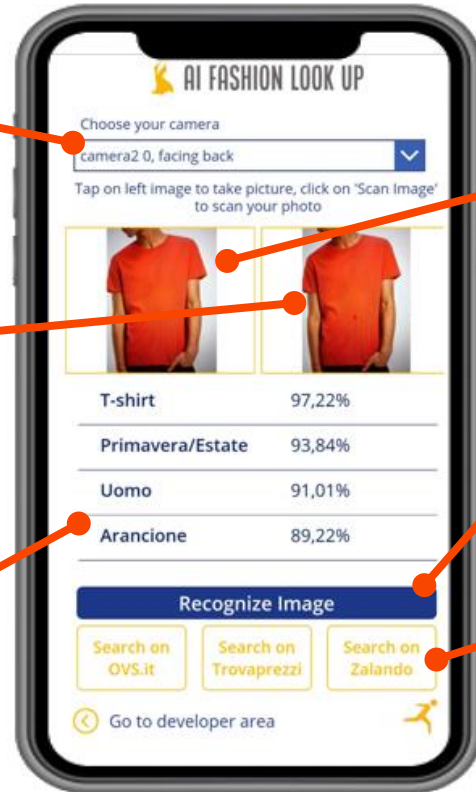 AI FASHION LOOK UP
Choose your camera
camera2 0, facing back
Tap on left image to take picture, click on 'Scan Image'
to scan your photo
T-shirt 97,22%
Primavera/Estate 93,84%
Uomo 91,01%
Arancione 89,22%
Recognize Image
Search on
OVS.it
Search on
Trovaprezzi
Search on
Zalando
Go to developer area